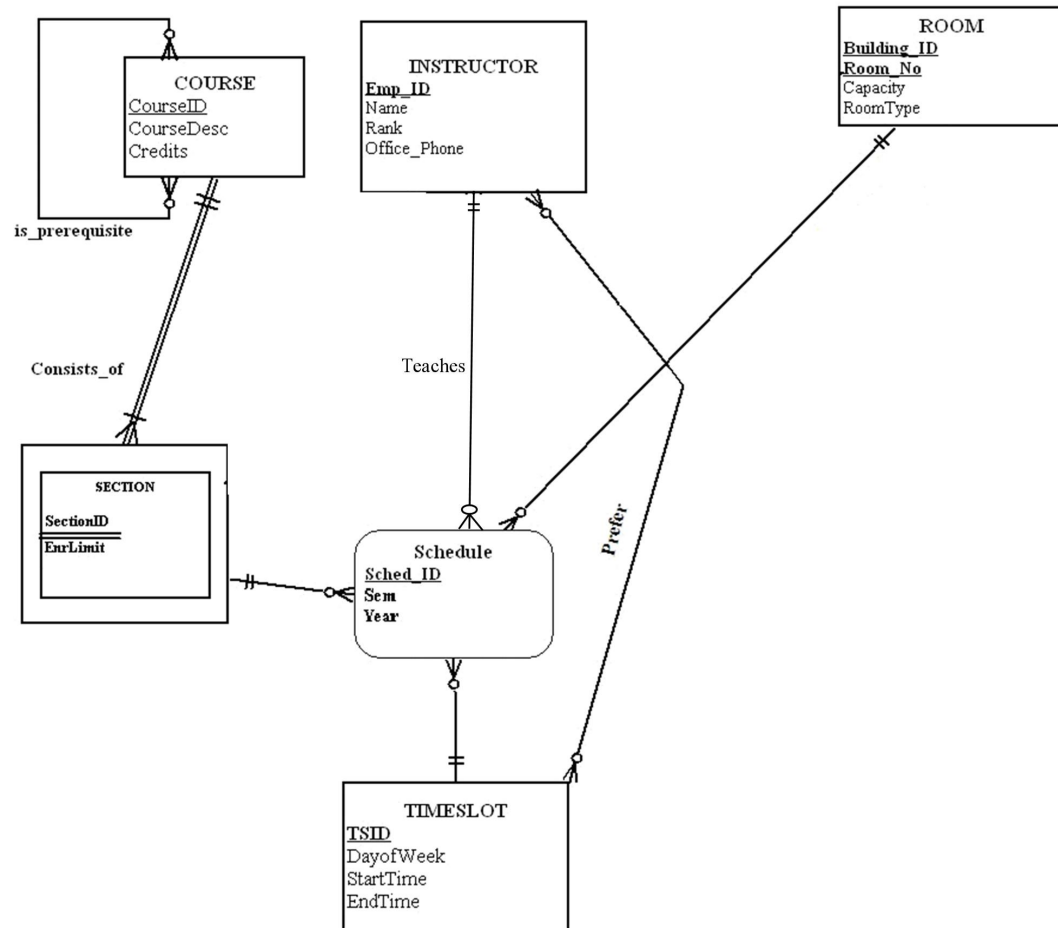 COURSE
CourseID
CourseDesc
Credits
is_prerequisite
INSTRUCTOR
Emp_ID
Name
Rank
Office_Phone
ROOM
Building_ID
Room_No
Capacity
RoomType
Consists_of
Teaches
Prefer
SECTION
SectionID
EnrLimit
Schedule
Sched_ID
Sem
Year
TIMESLOT
TSID
DayofWeek
StartTime
EndTime